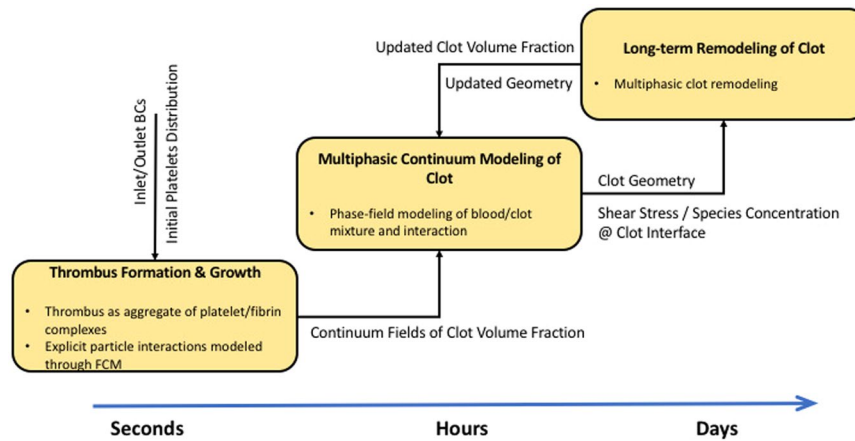 Updated Clot Volume Fraction
Updated Geometry
Long-term Remodeling of Clot
• Multiphasic clot remodeling
Inlet/Outlet BCs
Initial Platelets Distribution
Multiphasic Continuum Modeling of
Clot
• Phase-field modeling of blood/clot
mixture and interaction
Clot Geometry
Shear Stress / Species Concentration
@ Clot Interface
Thrombus Formation & Growth
• Thrombus as aggregate of platelet/fibrin
complexes
• Explicit particle interactions modeled
through FCM
Continuum Fields of Clot Volume Fraction
Seconds
Hours
Days